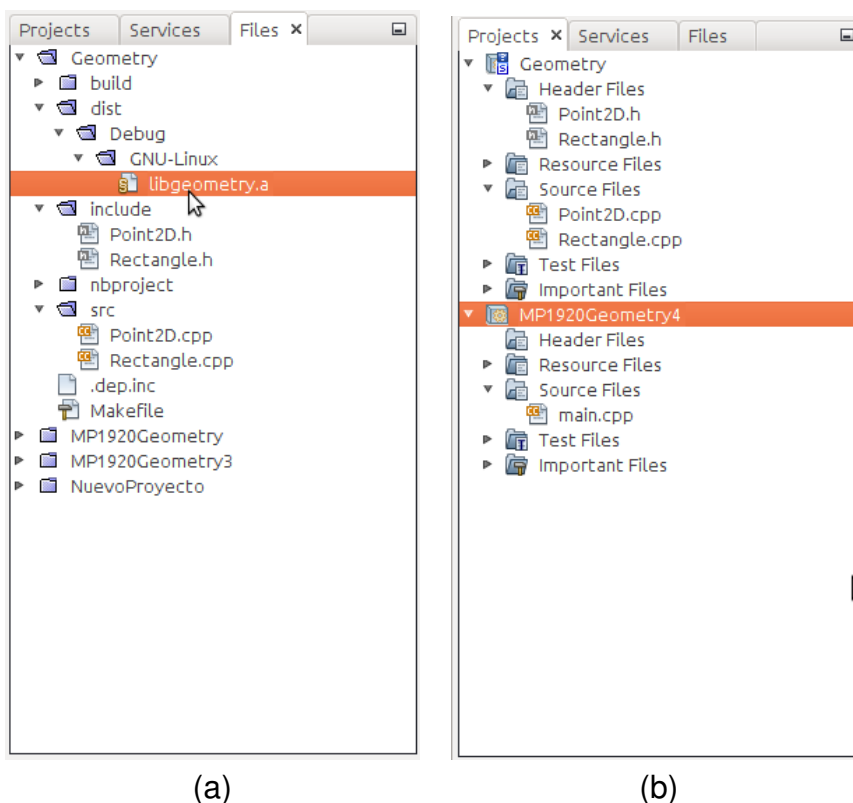 Projects Services Files
Geometry
build
dist
Debug
GNU-Linux
libgeometry.a
include
Point2D.h
Rectangle.h
nbproject
src
Point2D.cpp
Rectangle.cpp
.dep.inc
Makefile
MP1920Geometry
MP1920Geometry3
NuevoProyecto
(a)
Projects Services Files
Geometry
Header Files
Point2D.h
Rectangle.h
Resource Files
Source Files
Point2D.cpp
Rectangle.cpp
Test Files
Important Files
MP1920Geometry4
Header Files
Resource Files
Source Files
main.cpp
Test Files
Important Files
(b)